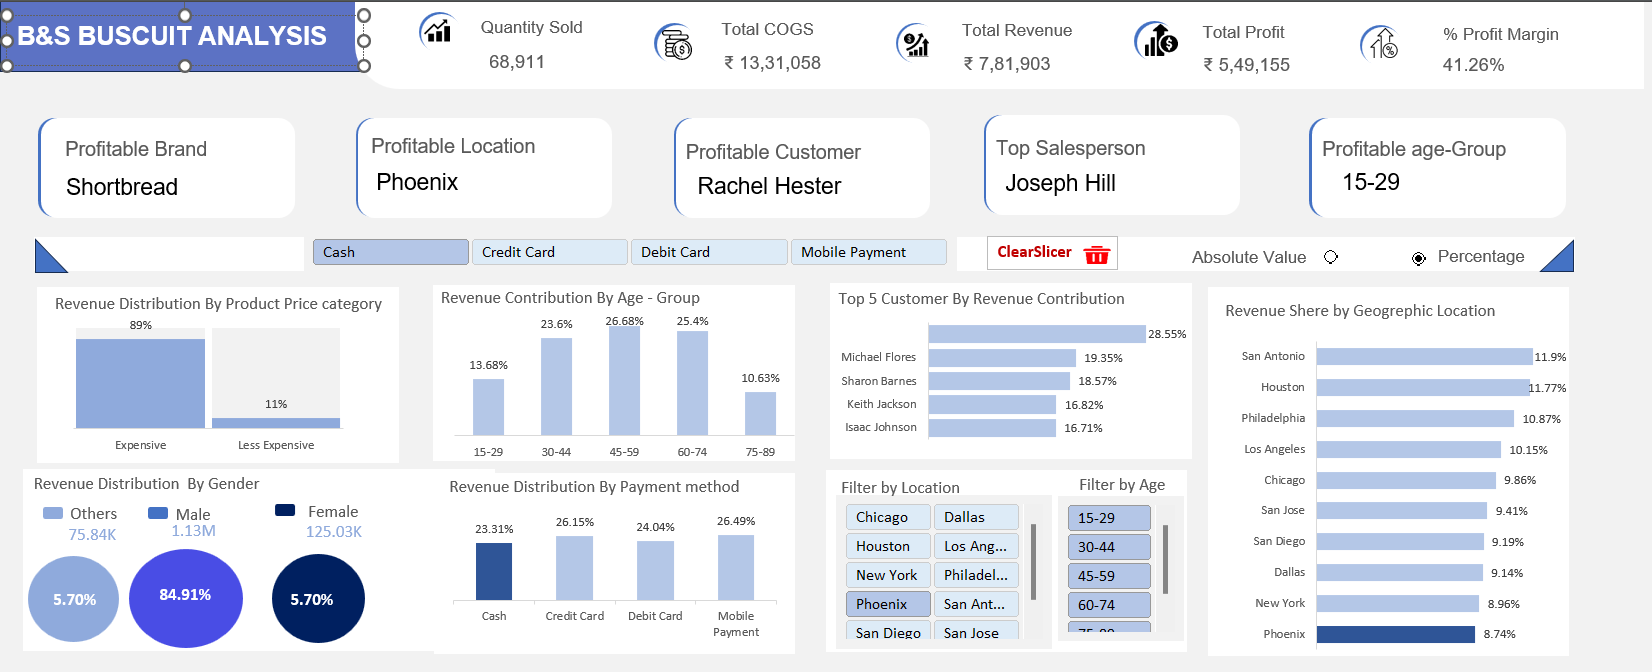 B&S BUSCUIT ANALYSIS
Quantity Sold
68,911
Total COGS
₹ 13,31,058
Total Revenue
₹ 7,81,903
Total Profit
₹ 5,49,155
% Profit Margin
41.26%
Profitable Brand
Shortbread
Profitable Location
Phoenix
Profitable Customer
Rachel Hester
Top Salesperson
Joseph Hill
Profitable age-Group
15-29
Cash
Credit Card
Debit Card
Mobile Payment
ClearSlicer
Absolute Value
Percentage
Revenue Distribution By Product Price category
89%
11%
Expensive
Less Expensive
Revenue Contribution By Age - Group
13.68%
23.6%
26.68%
25.4%
10.63%
15-29
30-44
45-59
60-74
75-89
Top 5 Customer By Revenue Contribution
28.55%
Michael Flores
19.35%
Sharon Barnes
18.57%
Keith Jackson
16.82%
Isaac Johnson
16.71%
Revenue Shere by Geogrephic Location
San Antonio
11.9%
Houston
11.77%
Philadelphia
10.87%
Los Angeles
10.15%
Chicago
9.86%
San Jose
9.41%
San Diego
9.19%
Dallas
9.14%
New York
8.96%
Phoenix
8.74%
Revenue Distribution By Gender
Others
75.84K
Male
1.13M
Female
125.03K
5.70%
84.91%
5.70%
Revenue Distribution By Payment method
23.31%
26.15%
24.04%
26.49%
Cash
Credit Card
Debit Card
Mobile
Payment
Filter by Location
Chicago
Dallas
Houston
Los Ang...
New York
Philadel...
Phoenix
San Ant...
San Diego
San Jose
Filter by Age
15-29
30-44
45-59
60-74